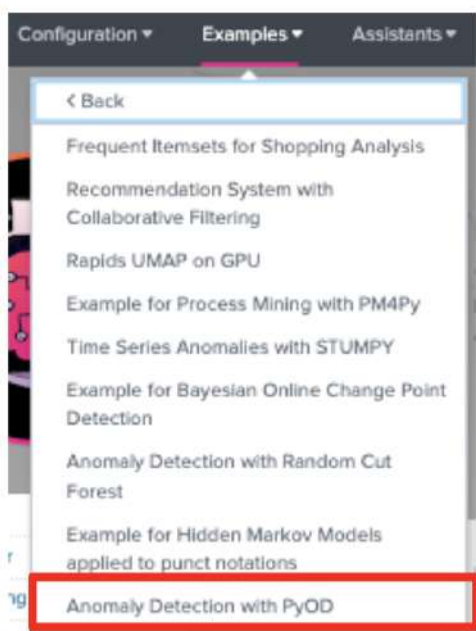 Configuration ▾ Examples ▾ Assistants ▾
< Back
Frequent Itemsets for Shopping Analysis
Recommendation System with
Collaborative Filtering
Rapids UMAP on GPU
Example for Process Mining with PM4Py
Time Series Anomalies with STUMPY
Example for Bayesian Online Change Point
Detection
Anomaly Detection with Random Cut
Forest
Example for Hidden Markov Models
applied to punct notations
Anomaly Detection with PyOD